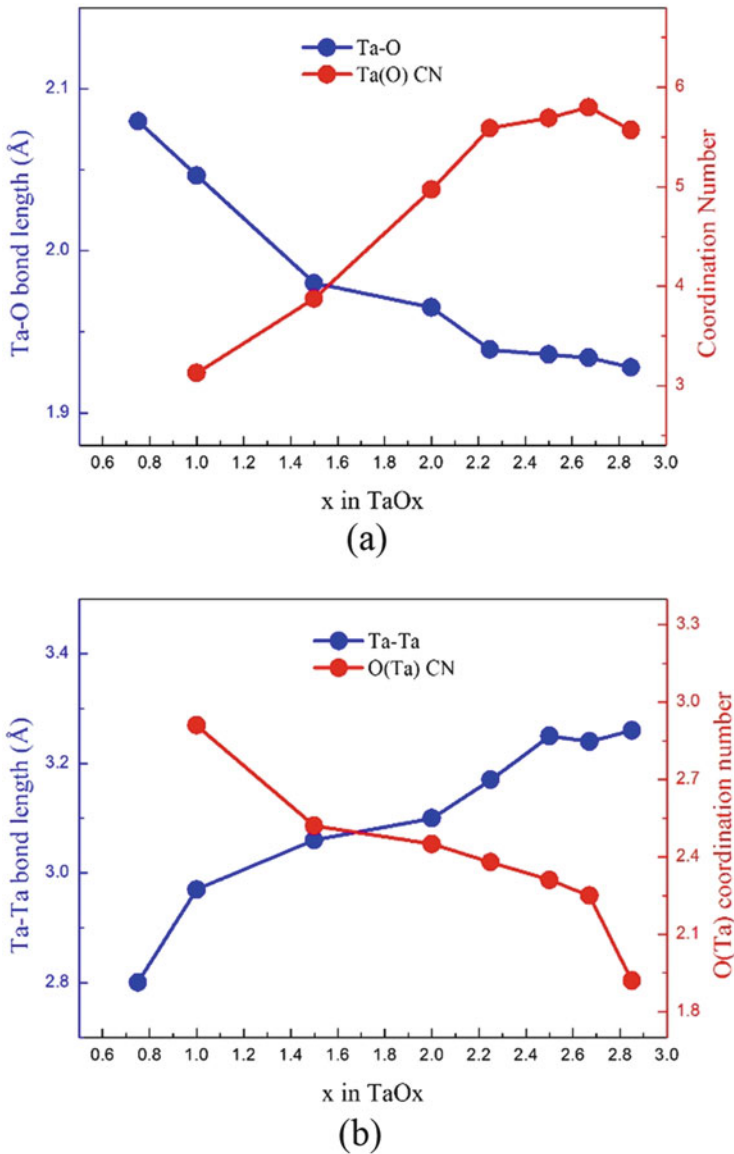 Ta-O
Ta(O) CN
2.1
2.0
1.9
Ta-O bond length (Å)
6
5
4
3
Coordination Number
0.6 0.8 1.0 1.2 1.4 1.6 1.8 2.0 2.2 2.4 2.6 2.8 3.0
x in TaOx
(a)
Ta-Ta
O(Ta) CN
3.4
3.2
3.0
2.8
Ta-Ta bond length (Å)
3.3
3.0
2.7
2.4
2.1
1.8
O(Ta) coordination number
0.6 0.8 1.0 1.2 1.4 1.6 1.8 2.0 2.2 2.4 2.6 2.8 3.0
x in TaOx
(b)